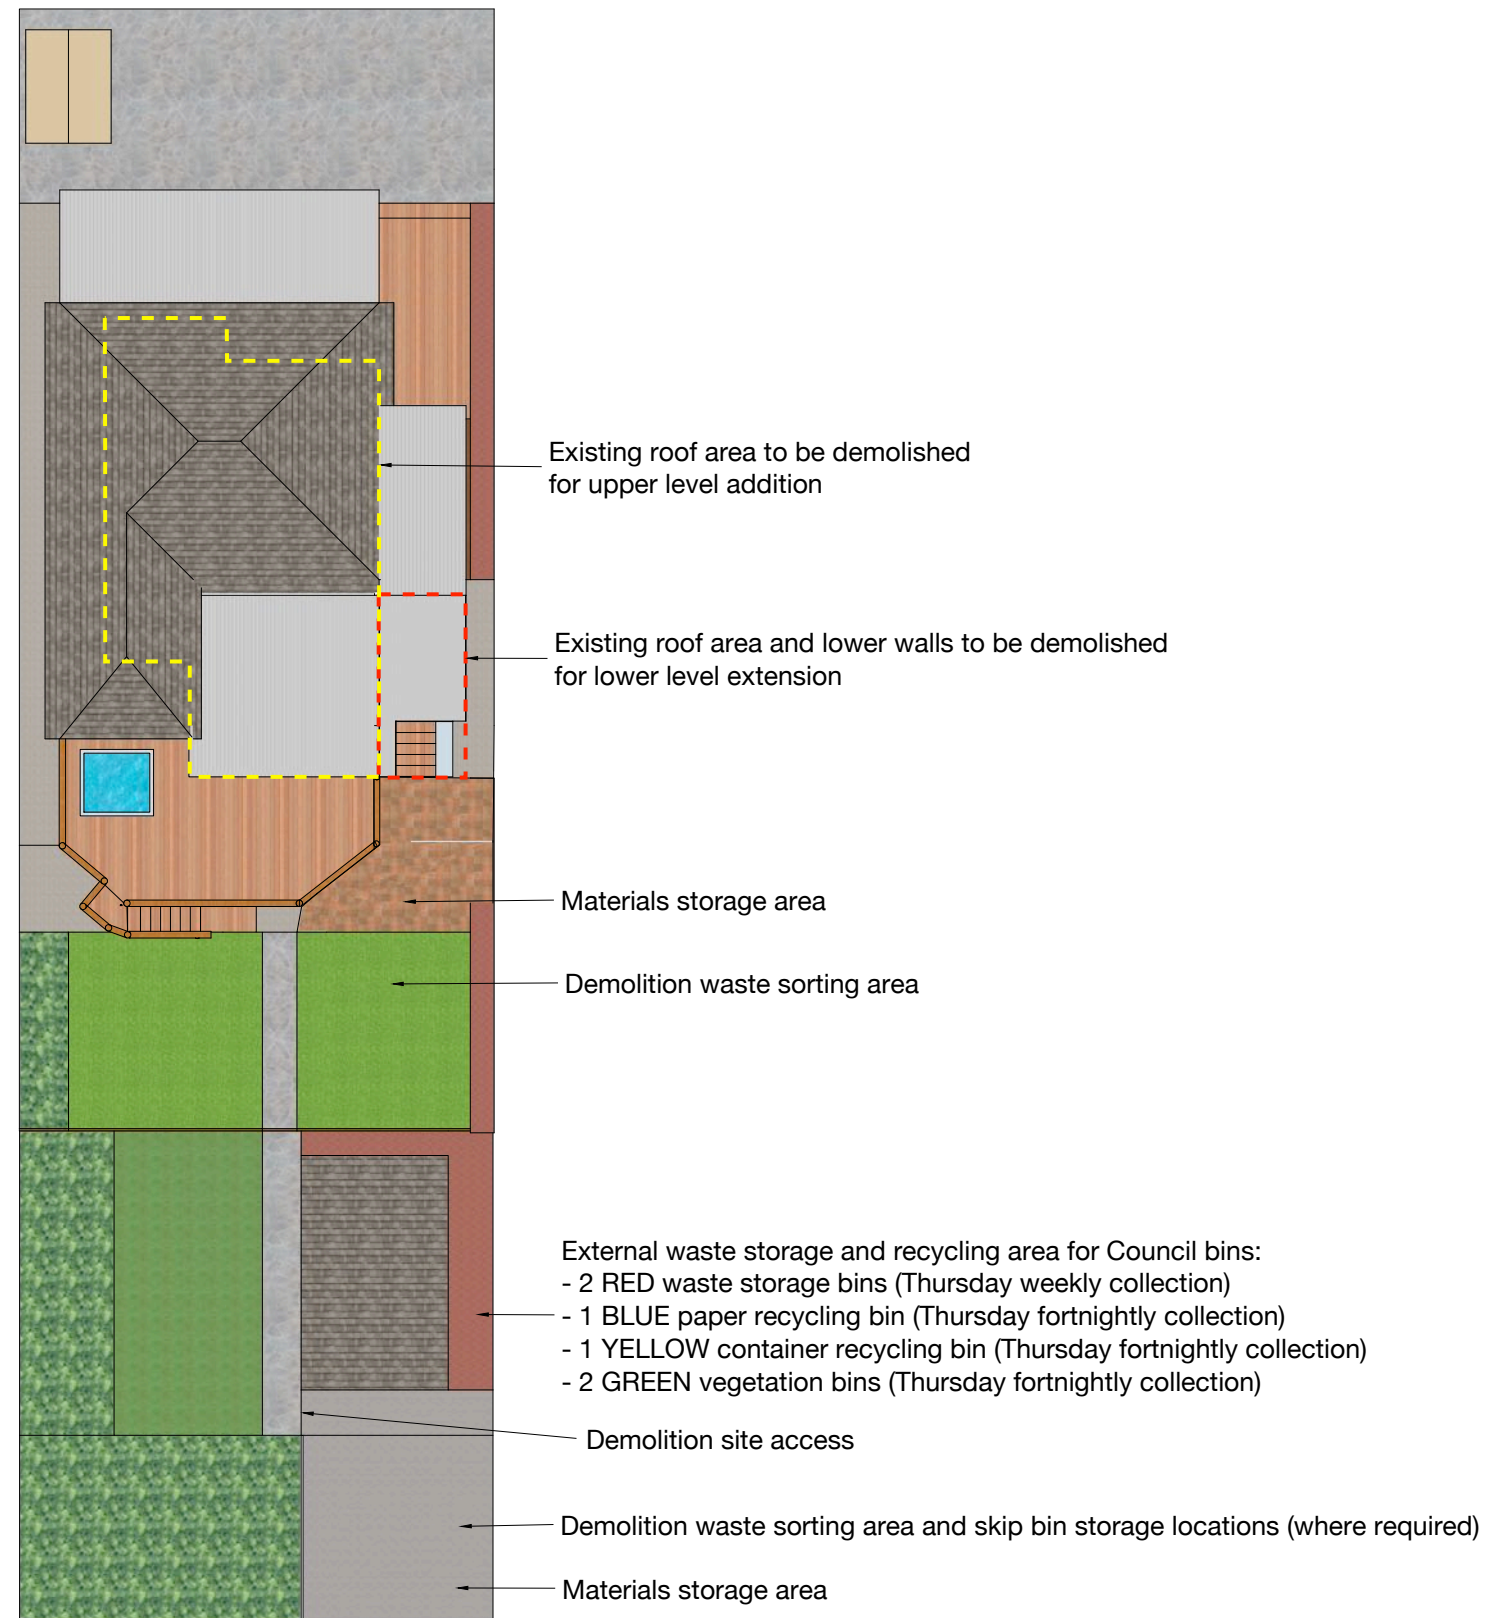 Existing roof area to be demolished
for upper level addition
Existing roof area and lower walls to be demolished
for lower level extension
Materials storage area
Demolition waste sorting area
External waste storage and recycling area for Council bins:
- 2 RED waste storage bins (Thursday weekly collection)
- 1 BLUE paper recycling bin (Thursday fortnightly collection)
- 1 YELLOW container recycling bin (Thursday fortnightly collection)
- 2 GREEN vegetation bins (Thursday fortnightly collection)
Demolition site access
Demolition waste sorting area and skip bin storage locations (where required)
Materials storage area